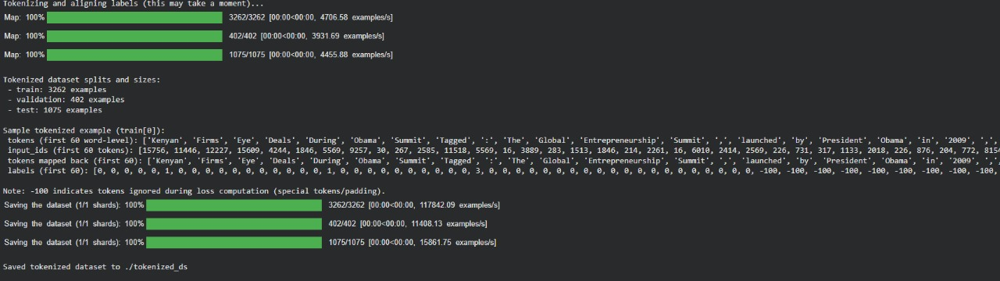 Tokenizing and aligning labels (this may take a moment)...
Map: 100% 3262/3262 [00:00<00:00, 4706.58 examples/s]
Map: 100% 402/402 [00:00<00:00, 3931.69 examples/s]
Map: 100% 1075/1075 [00:00<00:00, 4455.88 examples/s]
Tokenized dataset splits and sizes:
- train: 3262 examples
- validation: 402 examples
- test: 1075 examples
Sample tokenized example (train[0]):
tokens (first 60 word-level): ['Kenyan', 'Firms', 'Eye', 'Deals', 'During', 'Obama', 'Summit', 'Tagged', ':', 'The', 'Global', 'Entrepreneurship', 'Summit', ',', 'launched', 'by', 'President', 'Obama', 'in', '2009', ',',
input_ids (first 60 tokens): [15756, 11446, 12227, 15609, 4244, 1846, 5569, 9257, 30, 267, 2585, 11518, 5569, 16, 3889, 283, 1513, 1846, 214, 2261, 16, 6010, 2414, 2569, 226, 731, 317, 1133, 2018, 226, 876, 204, 772, 8154
tokens mapped back (first 60): ['Kenyan', 'Firms', 'Eye', 'Deals', 'During', 'Obama', 'Summit', 'Tagged', ':', 'The', 'Global', 'Entrepreneurship', 'Summit', ',', 'launched', 'by', 'President', 'Obama', 'in', '2009', ',',
labels (first 60): [0, 0, 0, 0, 0, 1, 0, 0, 0, 0, 0, 0, 0, 0, 0, 0, 0, 1, 0, 0, 0, 0, 0, 0, 0, 0, 0, 0, 3, 0, 0, 0, 0, 0, 0, 0, 0, 0, 0, 0, 0, 0, 0, 0, -100, -100, -100, -100, -100, -100, -100, -100, -100,
Note: -100 indicates tokens ignored during loss computation (special tokens/padding).
Saving the dataset (1/1 shards): 100% 3262/3262 [00:00<00:00, 117842.09 examples/s]
Saving the dataset (1/1 shards): 100% 402/402 [00:00<00:00, 11408.13 examples/s]
Saving the dataset (1/1 shards): 100% 1075/1075 [00:00<00:00, 15861.75 examples/s]
Saved tokenized dataset to ./tokenized_ds